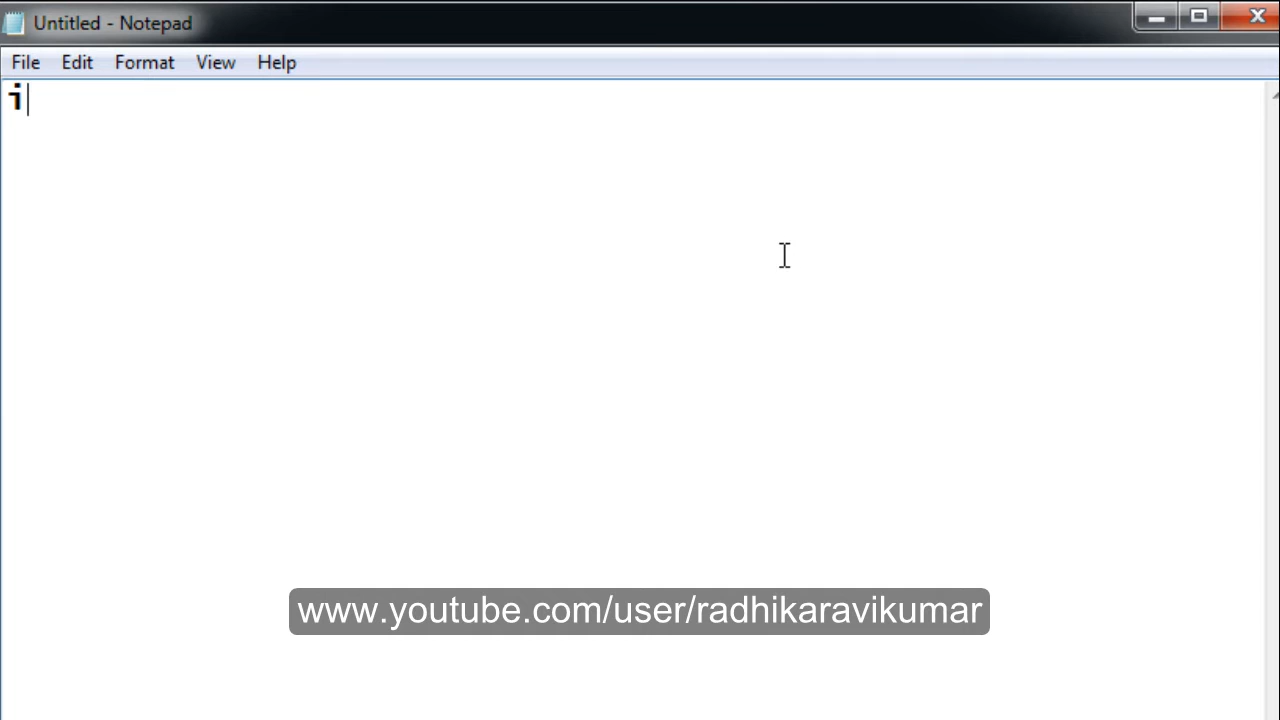 Untitled - Notepad
File Edit Format View Help
i
www.youtube.com/user/radhikaravikumar